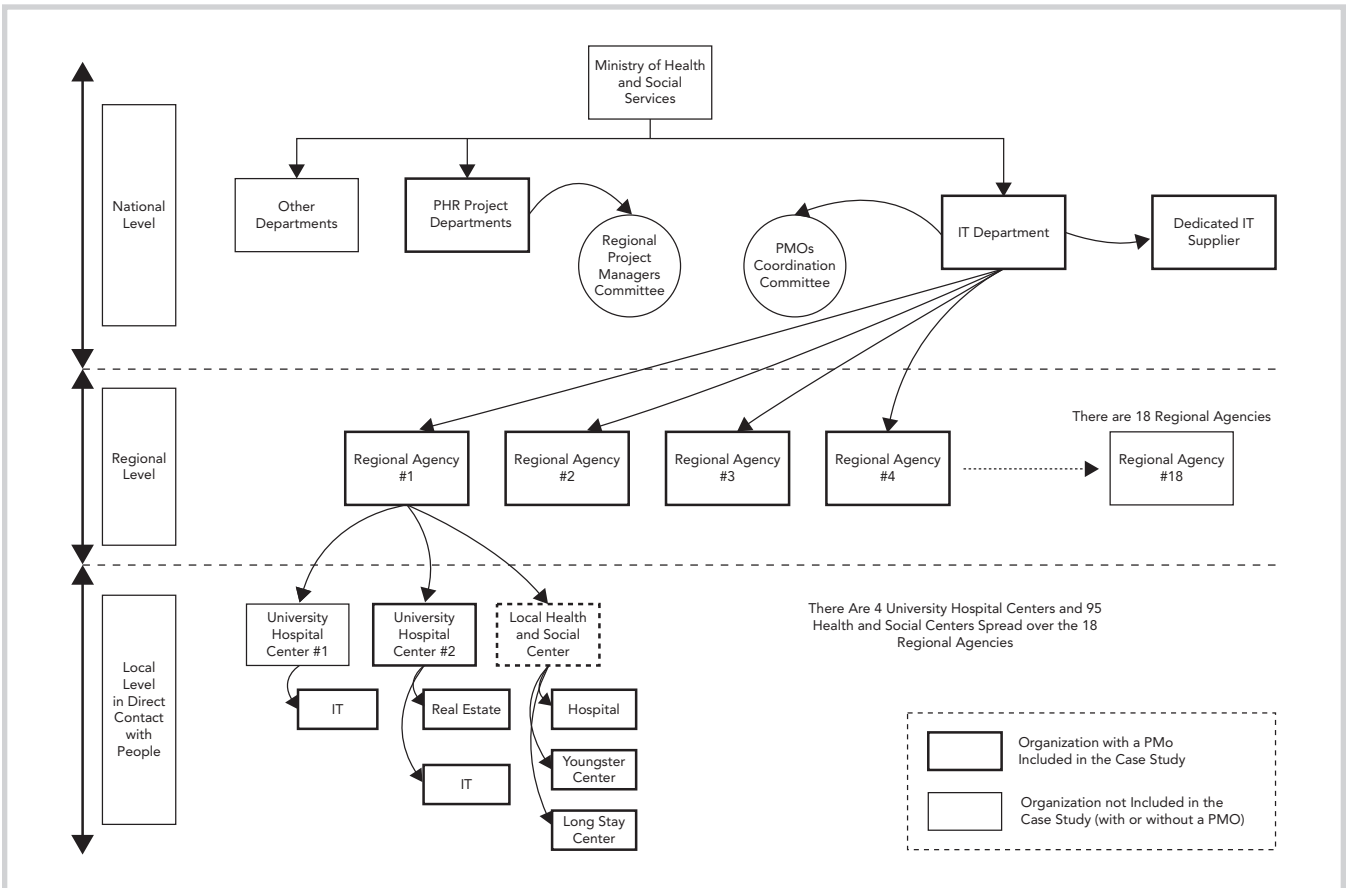 Ministry of Health
and Social
Services
National
Level
Other
Departments
PHR Project
Departments
Regional
Project
Managers
Committee
PMOs
Coordination
Committee
IT Department
Dedicated IT
Supplier
Regional
Level
There are 18 Regional Agencies
Regional Agency
#1
Regional Agency
#2
Regional Agency
#3
Regional Agency
#4
Regional Agency
#18
Local
Level
in Direct
Contact
with
People
University
Hospital
Center #1
University
Hospital
Center #2
Local Health
and Social
Center
There Are 4 University Hospital Centers and 95
Health and Social Centers Spread over the 18
Regional Agencies
IT
Real Estate
Hospital
IT
Youngster
Center
Long Stay
Center
Organization with a PMo
Included in the Case Study
Organization not Included in the
Case Study (with or without a PMO)